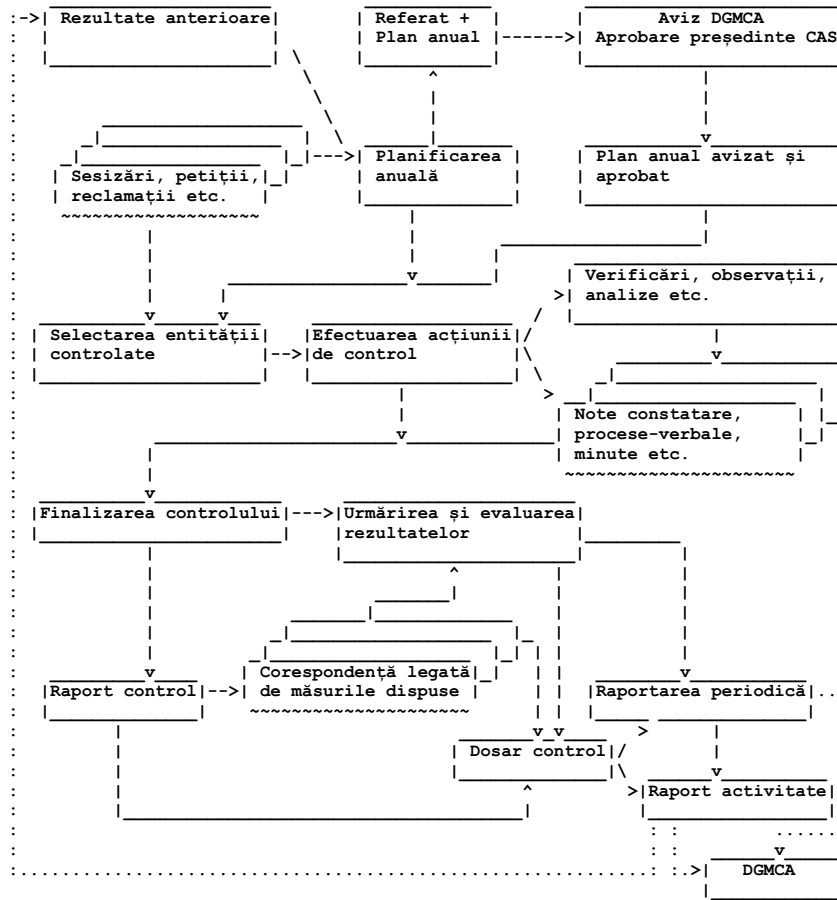 Rezultate anterioare
Referat +
Plan anual
Aviz DGMCA
Aprobare președinte CAS
Sesizări, petiții,
reclamații etc.
Planificarea
anuală
Plan anual avizat și
aprobat
Verificări, observații,
analize etc.
Selectarea entității
controlate
Efectuarea acțiunii
de control
Note constatare,
procese-verbale,
minute etc.
Finalizarea controlului
Urmărirea și evaluarea
rezultatelor
Corespondență legată
de măsurile dispuse
Raport control
Raportarea periodică
Dosar control
Raport activitate
DGMCA